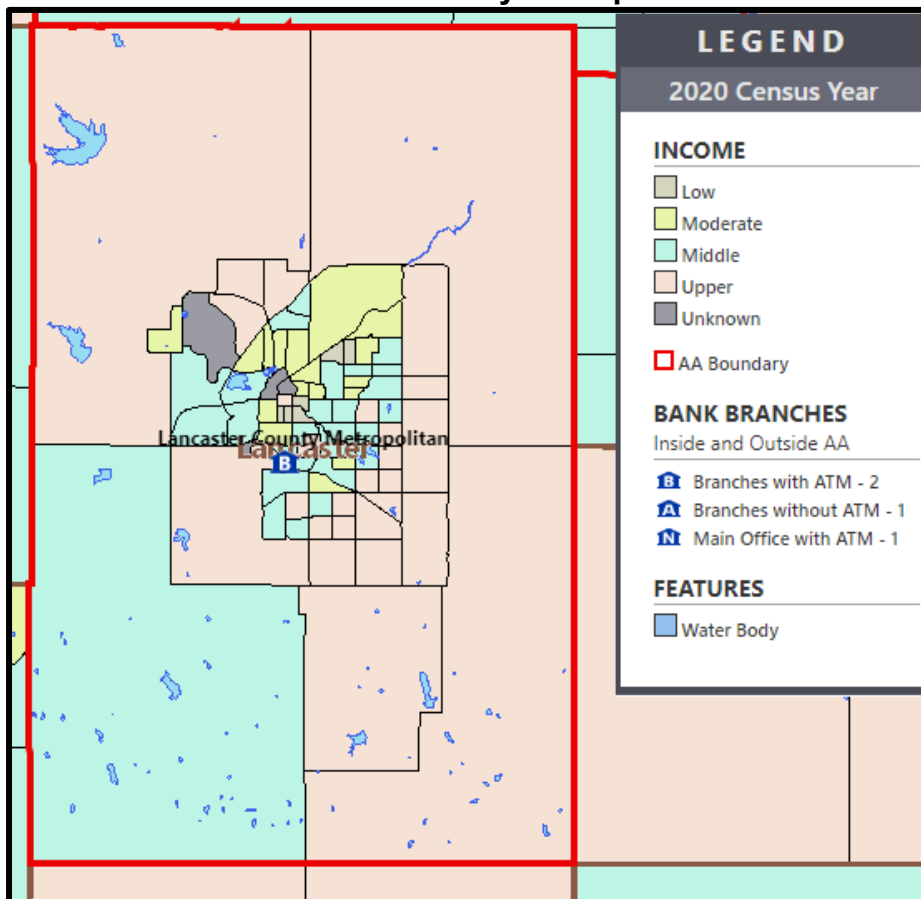 LEGEND
2020 Census Year
INCOME
Low
Moderate
Middle
Upper
Unknown
AA Boundary
BANK BRANCHES
Inside and Outside AA
B Branches with ATM - 2
A Branches without ATM - 1
N Main Office with ATM - 1
FEATURES
Water Body
Lancaster County Metropolitan
Lancaster
B